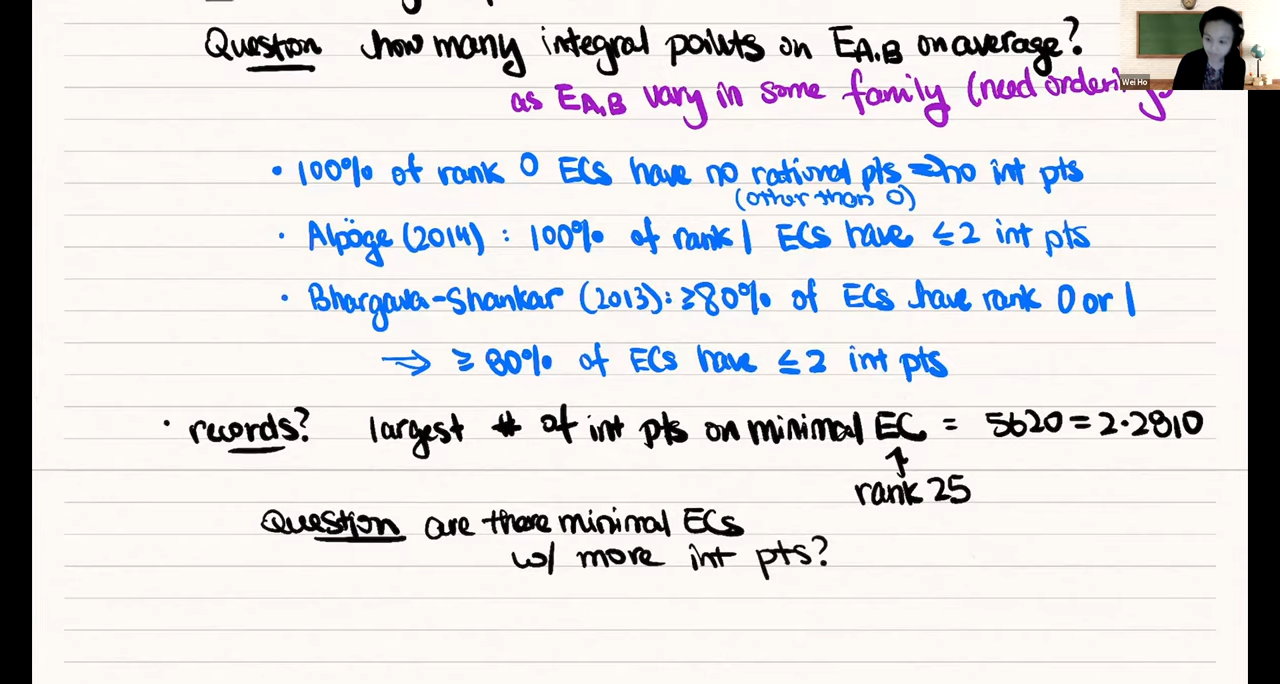 Question how many integral points on E_{A,B} on average?
Wei Ho
as E_{A,B} vary in some family (need ordering
• 100% of rank 0 ECs have no rational pts ⇒ no int pts
(other than 0)
• Alpöge (2014): 100% of rank 1 ECs have ≤ 2 int pts
• Bhargava-Shankar (2013): ≥80% of ECs have rank 0 or 1
⇒ ≥ 80% of ECs have ≤ 2 int pts
• records? largest # of int pts on minimal EC = 5620 = 2·2810
↑
rank 25
Question are there minimal ECs
w/ more int pts?